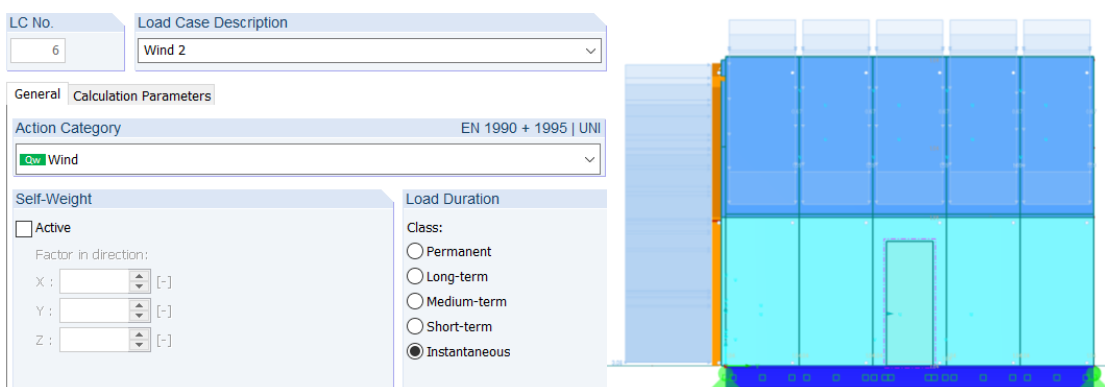 LC No.
Load Case Description
6
Wind 2
General
Calculation Parameters
Action Category
EN 1990 + 1995 | UNI
Qw Wind
Self-Weight
Load Duration
Active
Class:
Factor in direction:
Permanent
X :
[-]
Long-term
Y :
[-]
Medium-term
Z :
[-]
Short-term
Instantaneous